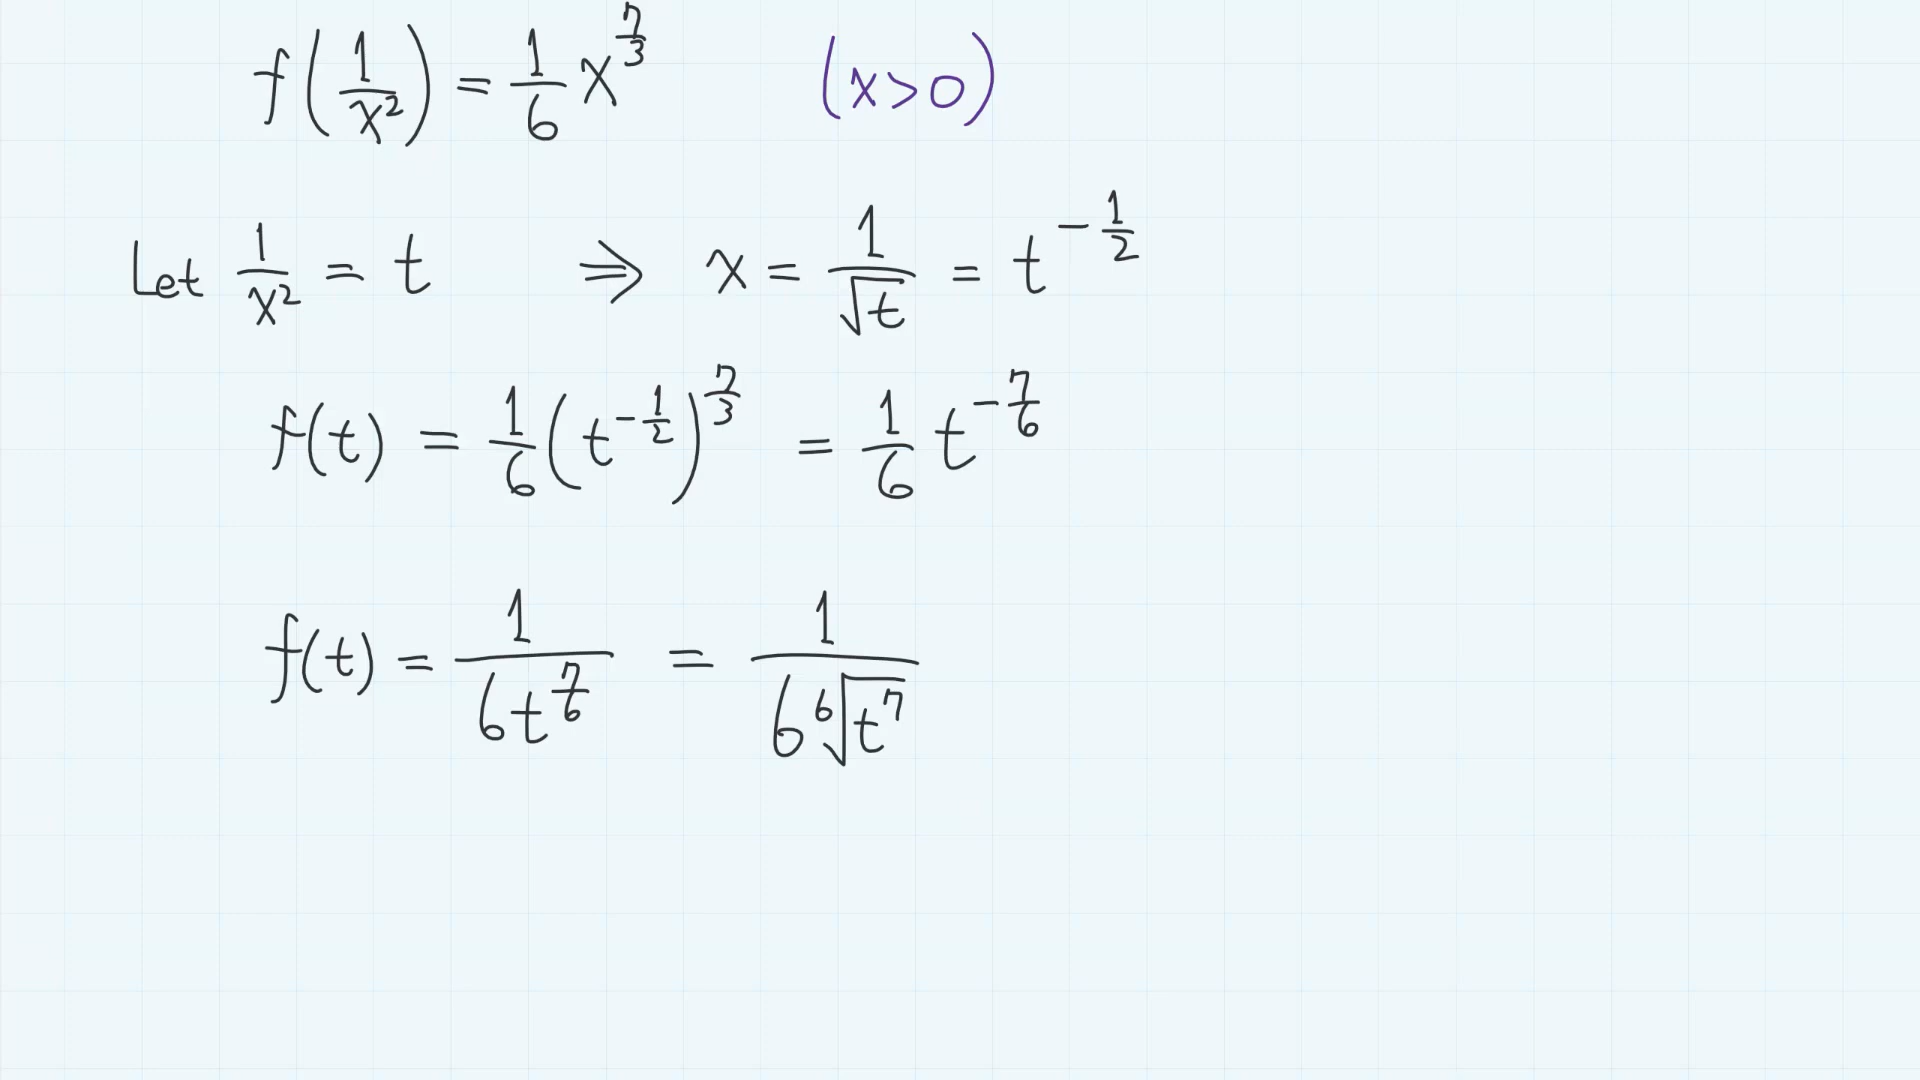 f(1/x²) = 1/6 x^(7/3) (x>0)
Let 1/x² = t ⇒ x = 1/√t = t^(-1/2)
f(t) = 1/6 (t^(-1/2))^(7/3) = 1/6 t^(-7/6)
f(t) = 1/(6t^(7/6)) = 1/(6 ⁶√(t⁷))